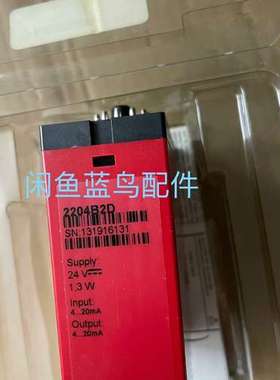 闲鱼蓝鸟配件
2204B2D
SN:131916131
Supply:
24 V
1,3 W
Input:
4...20mA
Output:
4...20mA